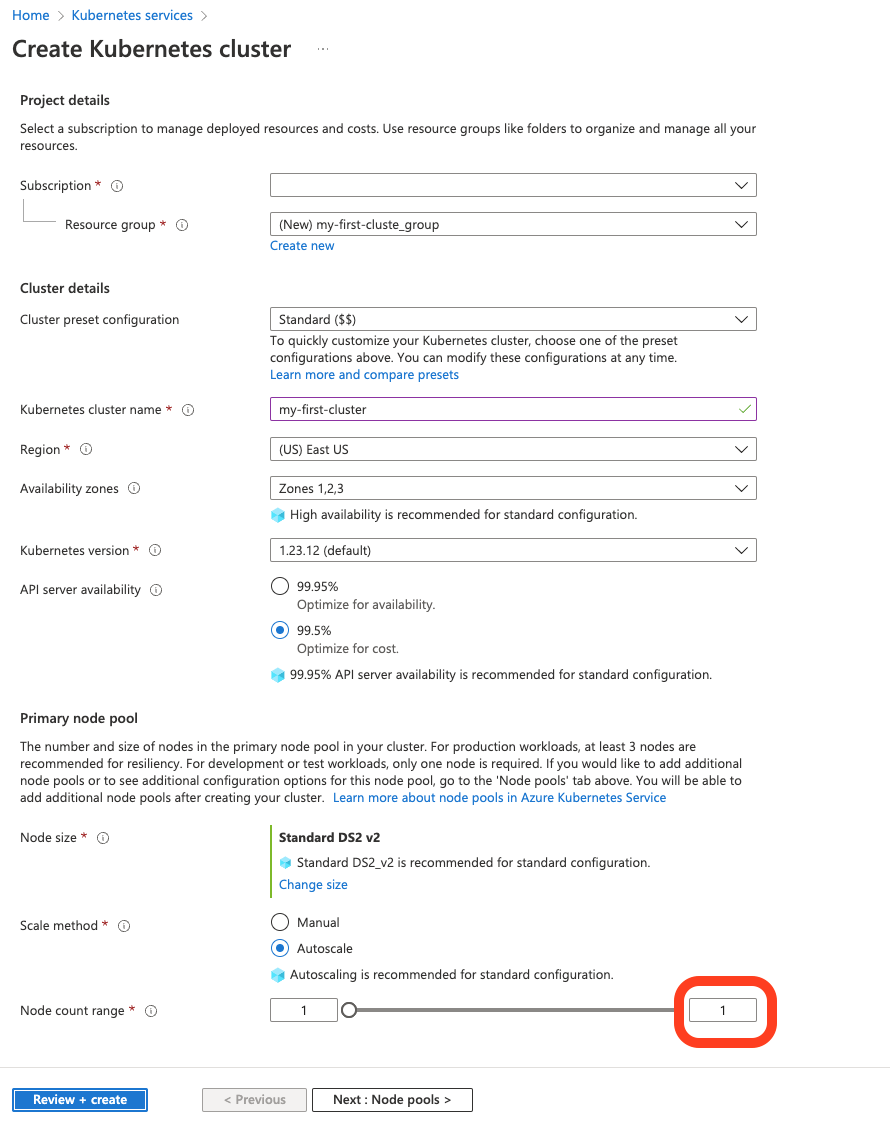 Home > Kubernetes services >
Create Kubernetes cluster ...
Project details
Select a subscription to manage deployed resources and costs. Use resource groups like folders to organize and manage all your
resources.
Subscription *
Resource group *
(New) my-first-cluste_group
Create new
Cluster details
Cluster preset configuration
Standard ($$)
To quickly customize your Kubernetes cluster, choose one of the preset
configurations above. You can modify these configurations at any time.
Learn more and compare presets
Kubernetes cluster name *
my-first-cluster
Region *
(US) East US
Availability zones
Zones 1,2,3
High availability is recommended for standard configuration.
Kubernetes version *
1.23.12 (default)
API server availability
99.95%
Optimize for availability.
99.5%
Optimize for cost.
99.95% API server availability is recommended for standard configuration.
Primary node pool
The number and size of nodes in the primary node pool in your cluster. For production workloads, at least 3 nodes are
recommended for resiliency. For development or test workloads, only one node is required. If you would like to add additional
node pools or to see additional configuration options for this node pool, go to the 'Node pools' tab above. You will be able to
add additional node pools after creating your cluster. Learn more about node pools in Azure Kubernetes Service
Node size *
Standard DS2 v2
Standard DS2_v2 is recommended for standard configuration.
Change size
Scale method *
Manual
Autoscale
Autoscaling is recommended for standard configuration.
Node count range *
1
1
Review + create
< Previous
Next : Node pools >